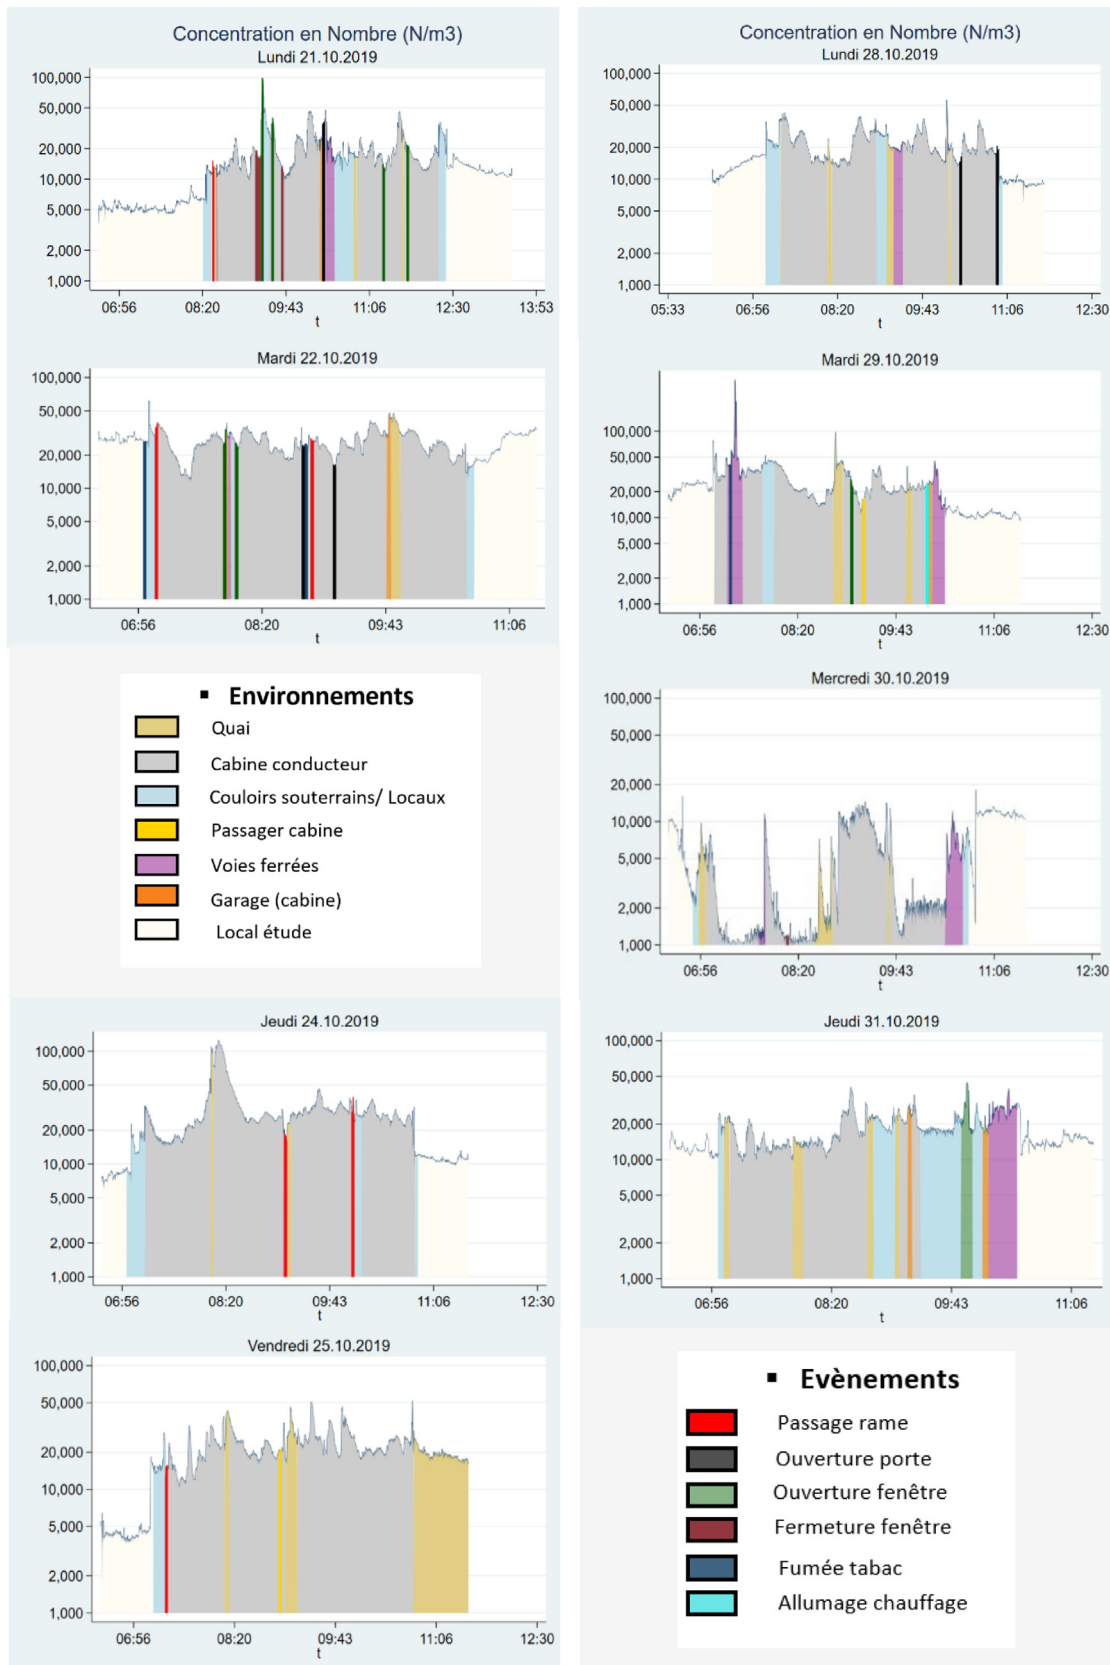 Concentration en Nombre (N/m3)
Lundi 21.10.2019
100,000
50,000
20,000
10,000
5,000
2,000
1,000
06:56 08:20 09:43 11:06 12:30 13:53
t
Mardi 22.10.2019
100,000
50,000
20,000
10,000
5,000
2,000
1,000
06:56 08:20 09:43 11:06
t
▪ Environnements
Quai
Cabine conducteur
Couloirs souterrains/ Locaux
Passager cabine
Voies ferrées
Garage (cabine)
Local étude
Jeudi 24.10.2019
100,000
50,000
20,000
10,000
5,000
2,000
1,000
06:56 08:20 09:43 11:06 12:30
t
Vendredi 25.10.2019
100,000
50,000
20,000
10,000
5,000
2,000
1,000
06:56 08:20 09:43 11:06 12:30
t
Concentration en Nombre (N/m3)
Lundi 28.10.2019
100,000
50,000
20,000
10,000
5,000
2,000
1,000
05:33 06:56 08:20 09:43 11:06 12:30
t
Mardi 29.10.2019
100,000
50,000
20,000
10,000
5,000
2,000
1,000
06:56 08:20 09:43 11:06 12:30
t
Mercredi 30.10.2019
100,000
50,000
20,000
10,000
5,000
2,000
1,000
06:56 08:20 09:43 11:06 12:30
t
Jeudi 31.10.2019
100,000
50,000
20,000
10,000
5,000
2,000
1,000
06:56 08:20 09:43 11:06
t
▪ Evènements
Passage rame
Ouverture porte
Ouverture fenêtre
Fermeture fenêtre
Fumée tabac
Allumage chauffage